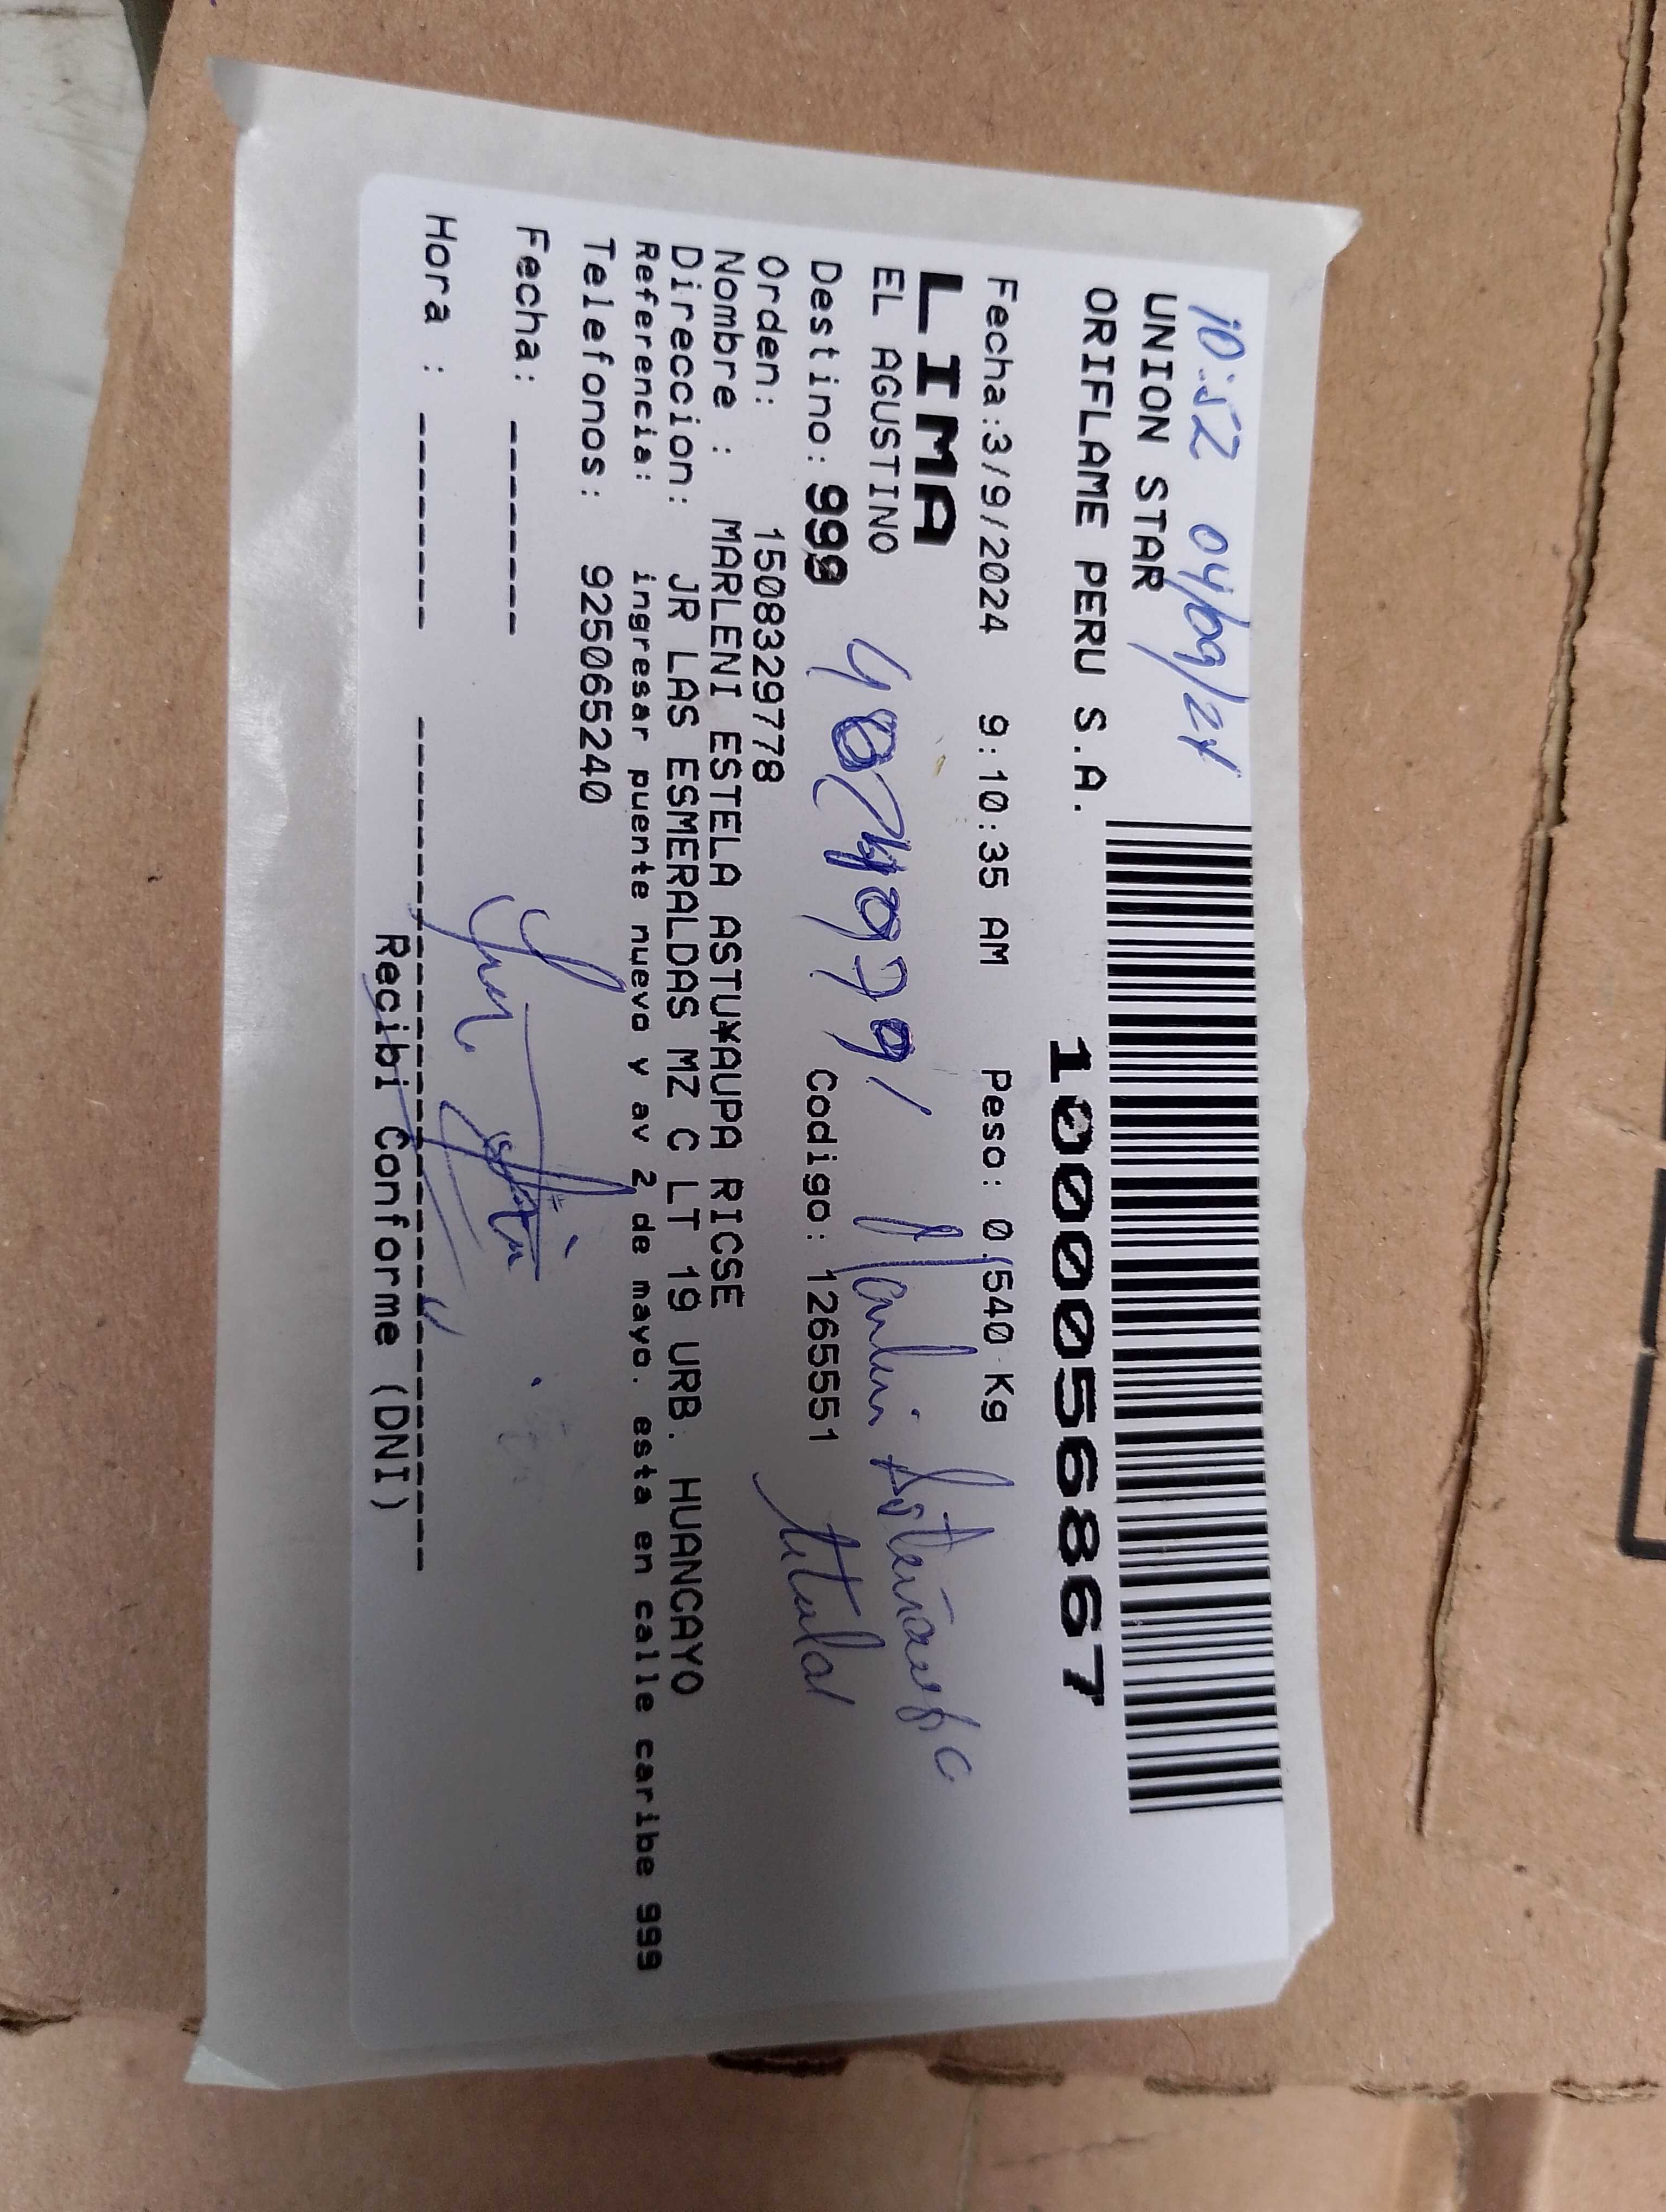 10:52 04/09/24
UNION STAR
ORIFLAME PERU S.A.
100056867
Fecha:3/9/2024 9:10:35 AM Peso: 0.540 Kg
LIMA
EL AGUSTINO
Marleni
Destino: 999 Codigo: 1265551
titular
Orden: 1508329778
Nombre : MARLENI ESTELA ASTU¥AUPA RICSE
Direccion: JR LAS ESMERALDAS MZ C LT 19 URB. HUANCAYO
Referencia: ingresar puente nuevo y av 2 de mayo. esta en calle caribe 999
Telefonos: 925065240
Fecha: ------
Hora : ------
Recibi Conforme (DNI)